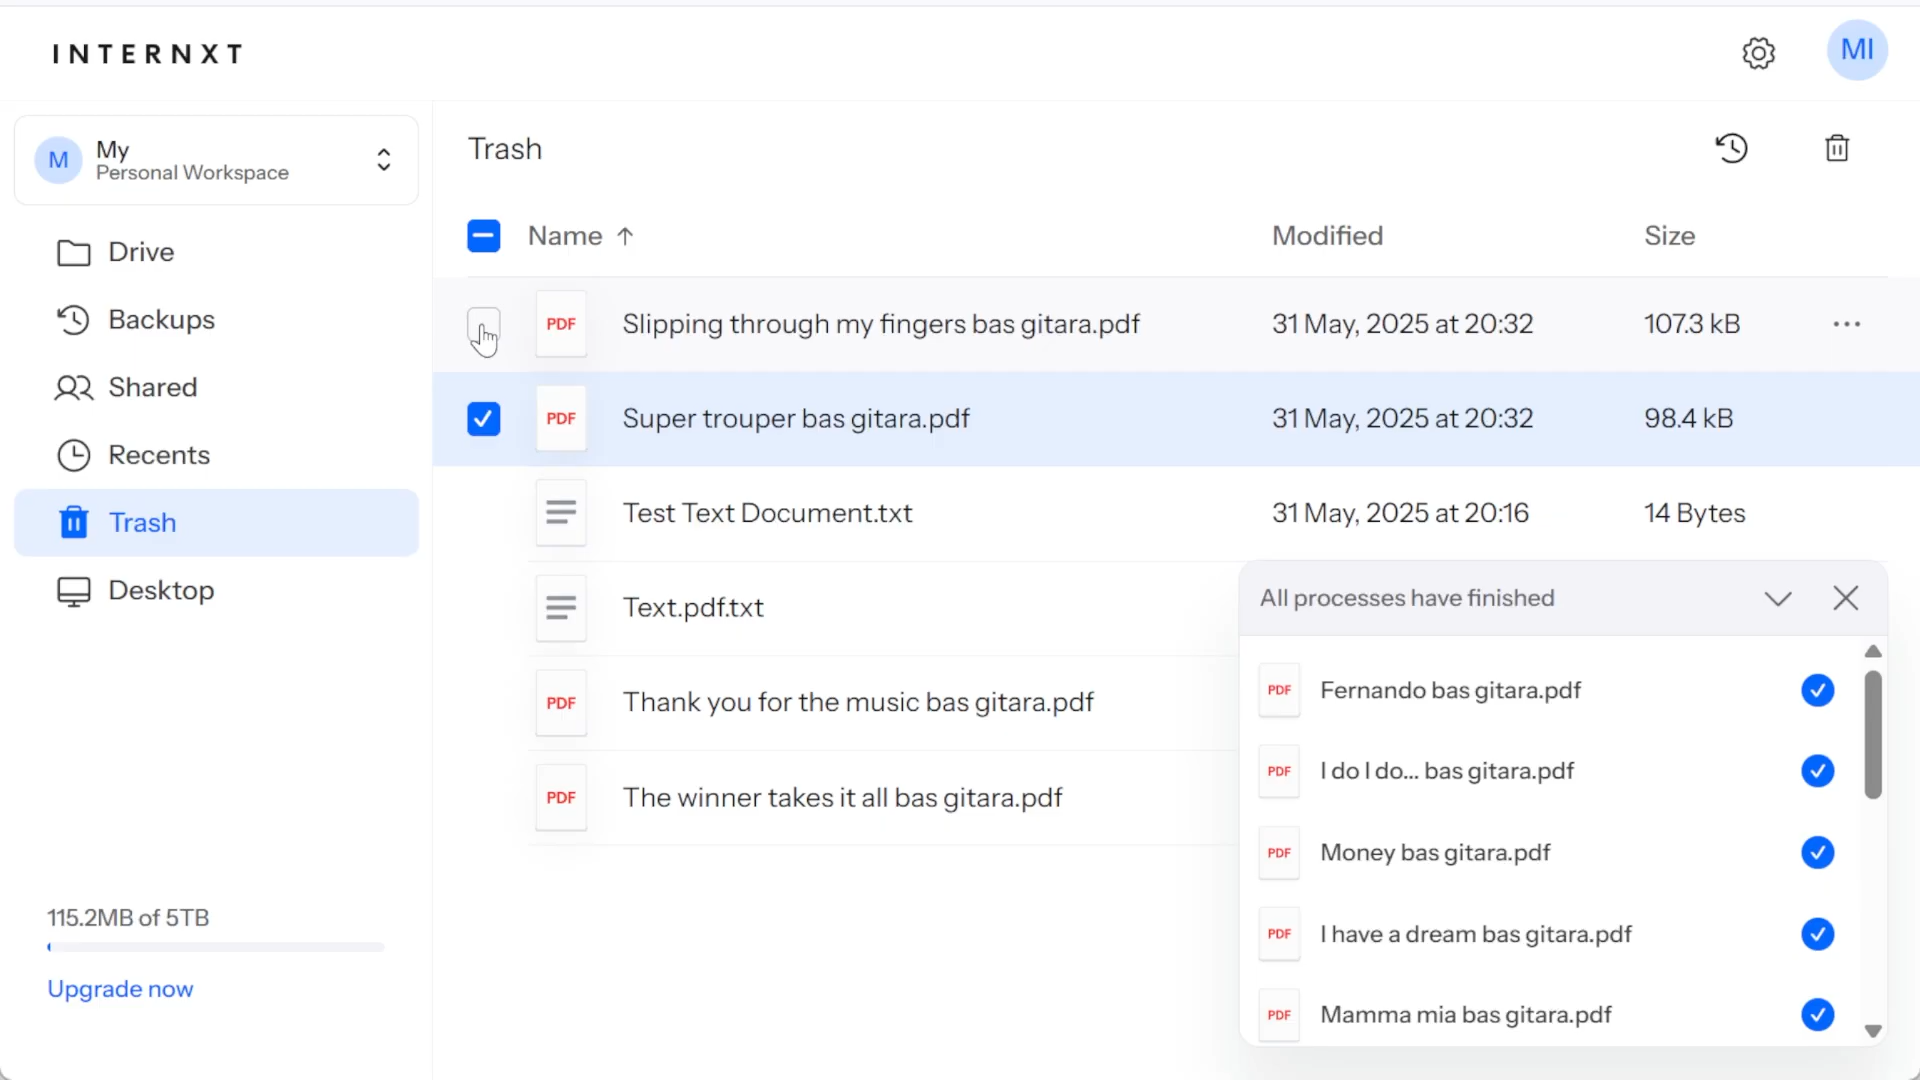 INTERNXT
MI
M
My
Personal Workspace
Drive
Backups
Shared
Recents
Trash
Desktop
115.2MB of 5TB
Upgrade now
Trash
Name Modified Size
PDF Slipping through my fingers bas gitara.pdf 31 May, 2025 at 20:32 107.3 kB
PDF Super trouper bas gitara.pdf 31 May, 2025 at 20:32 98.4 kB
Test Text Document.txt 31 May, 2025 at 20:16 14 Bytes
Text.pdf.txt
PDF Thank you for the music bas gitara.pdf
PDF The winner takes it all bas gitara.pdf
All processes have finished
PDF Fernando bas gitara.pdf
PDF I do I do... bas gitara.pdf
PDF Money bas gitara.pdf
PDF I have a dream bas gitara.pdf
PDF Mamma mia bas gitara.pdf